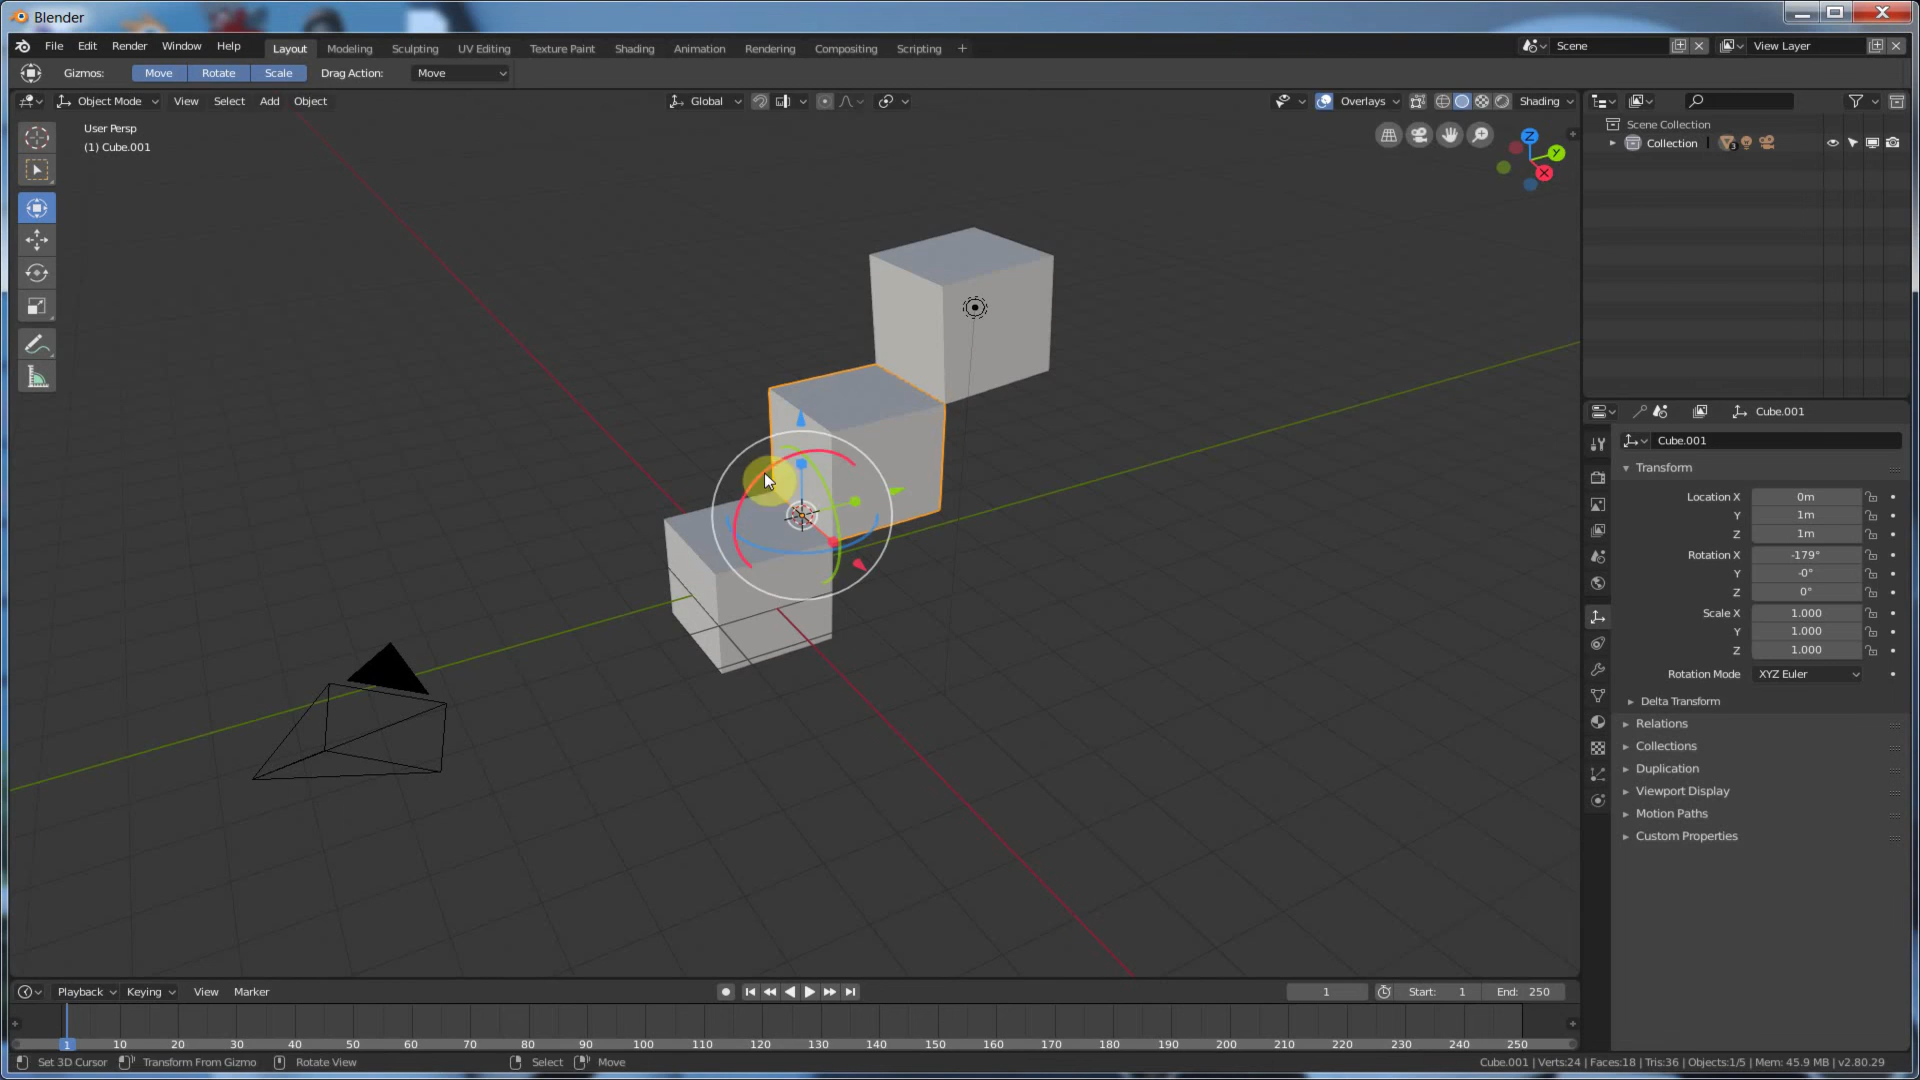 Blender
File Edit Render Window Help Layout Modeling Sculpting UV Editing Texture Paint Shading Animation Rendering Compositing Scripting + Scene View Layer
Gizmos: Move Rotate Scale Drag Action: Move
Object Mode View Select Add Object Global Overlays Shading
User Persp
(1) Cube.001
Z
Y
X
Scene Collection
Collection 3
Cube.001
Cube.001
Transform
Location X 0m
Y 1m
Z 1m
Rotation X -179°
Y -0°
Z 0°
Scale X 1.000
Y 1.000
Z 1.000
Rotation Mode XYZ Euler
Delta Transform
Relations
Collections
Duplication
Viewport Display
Motion Paths
Custom Properties
Playback Keying View Marker 1 Start: 1 End: 250
1 10 20 30 40 50 60 70 80 90 100 110 120 130 140 150 160 170 180 190 200 210 220 230 240 250
Set 3D Cursor Transform From Gizmo Rotate View Select Move Cube.001 | Verts:24 | Faces:18 | Tris:36 | Objects:1/5 | Mem: 45.9 MB | v2.80.29